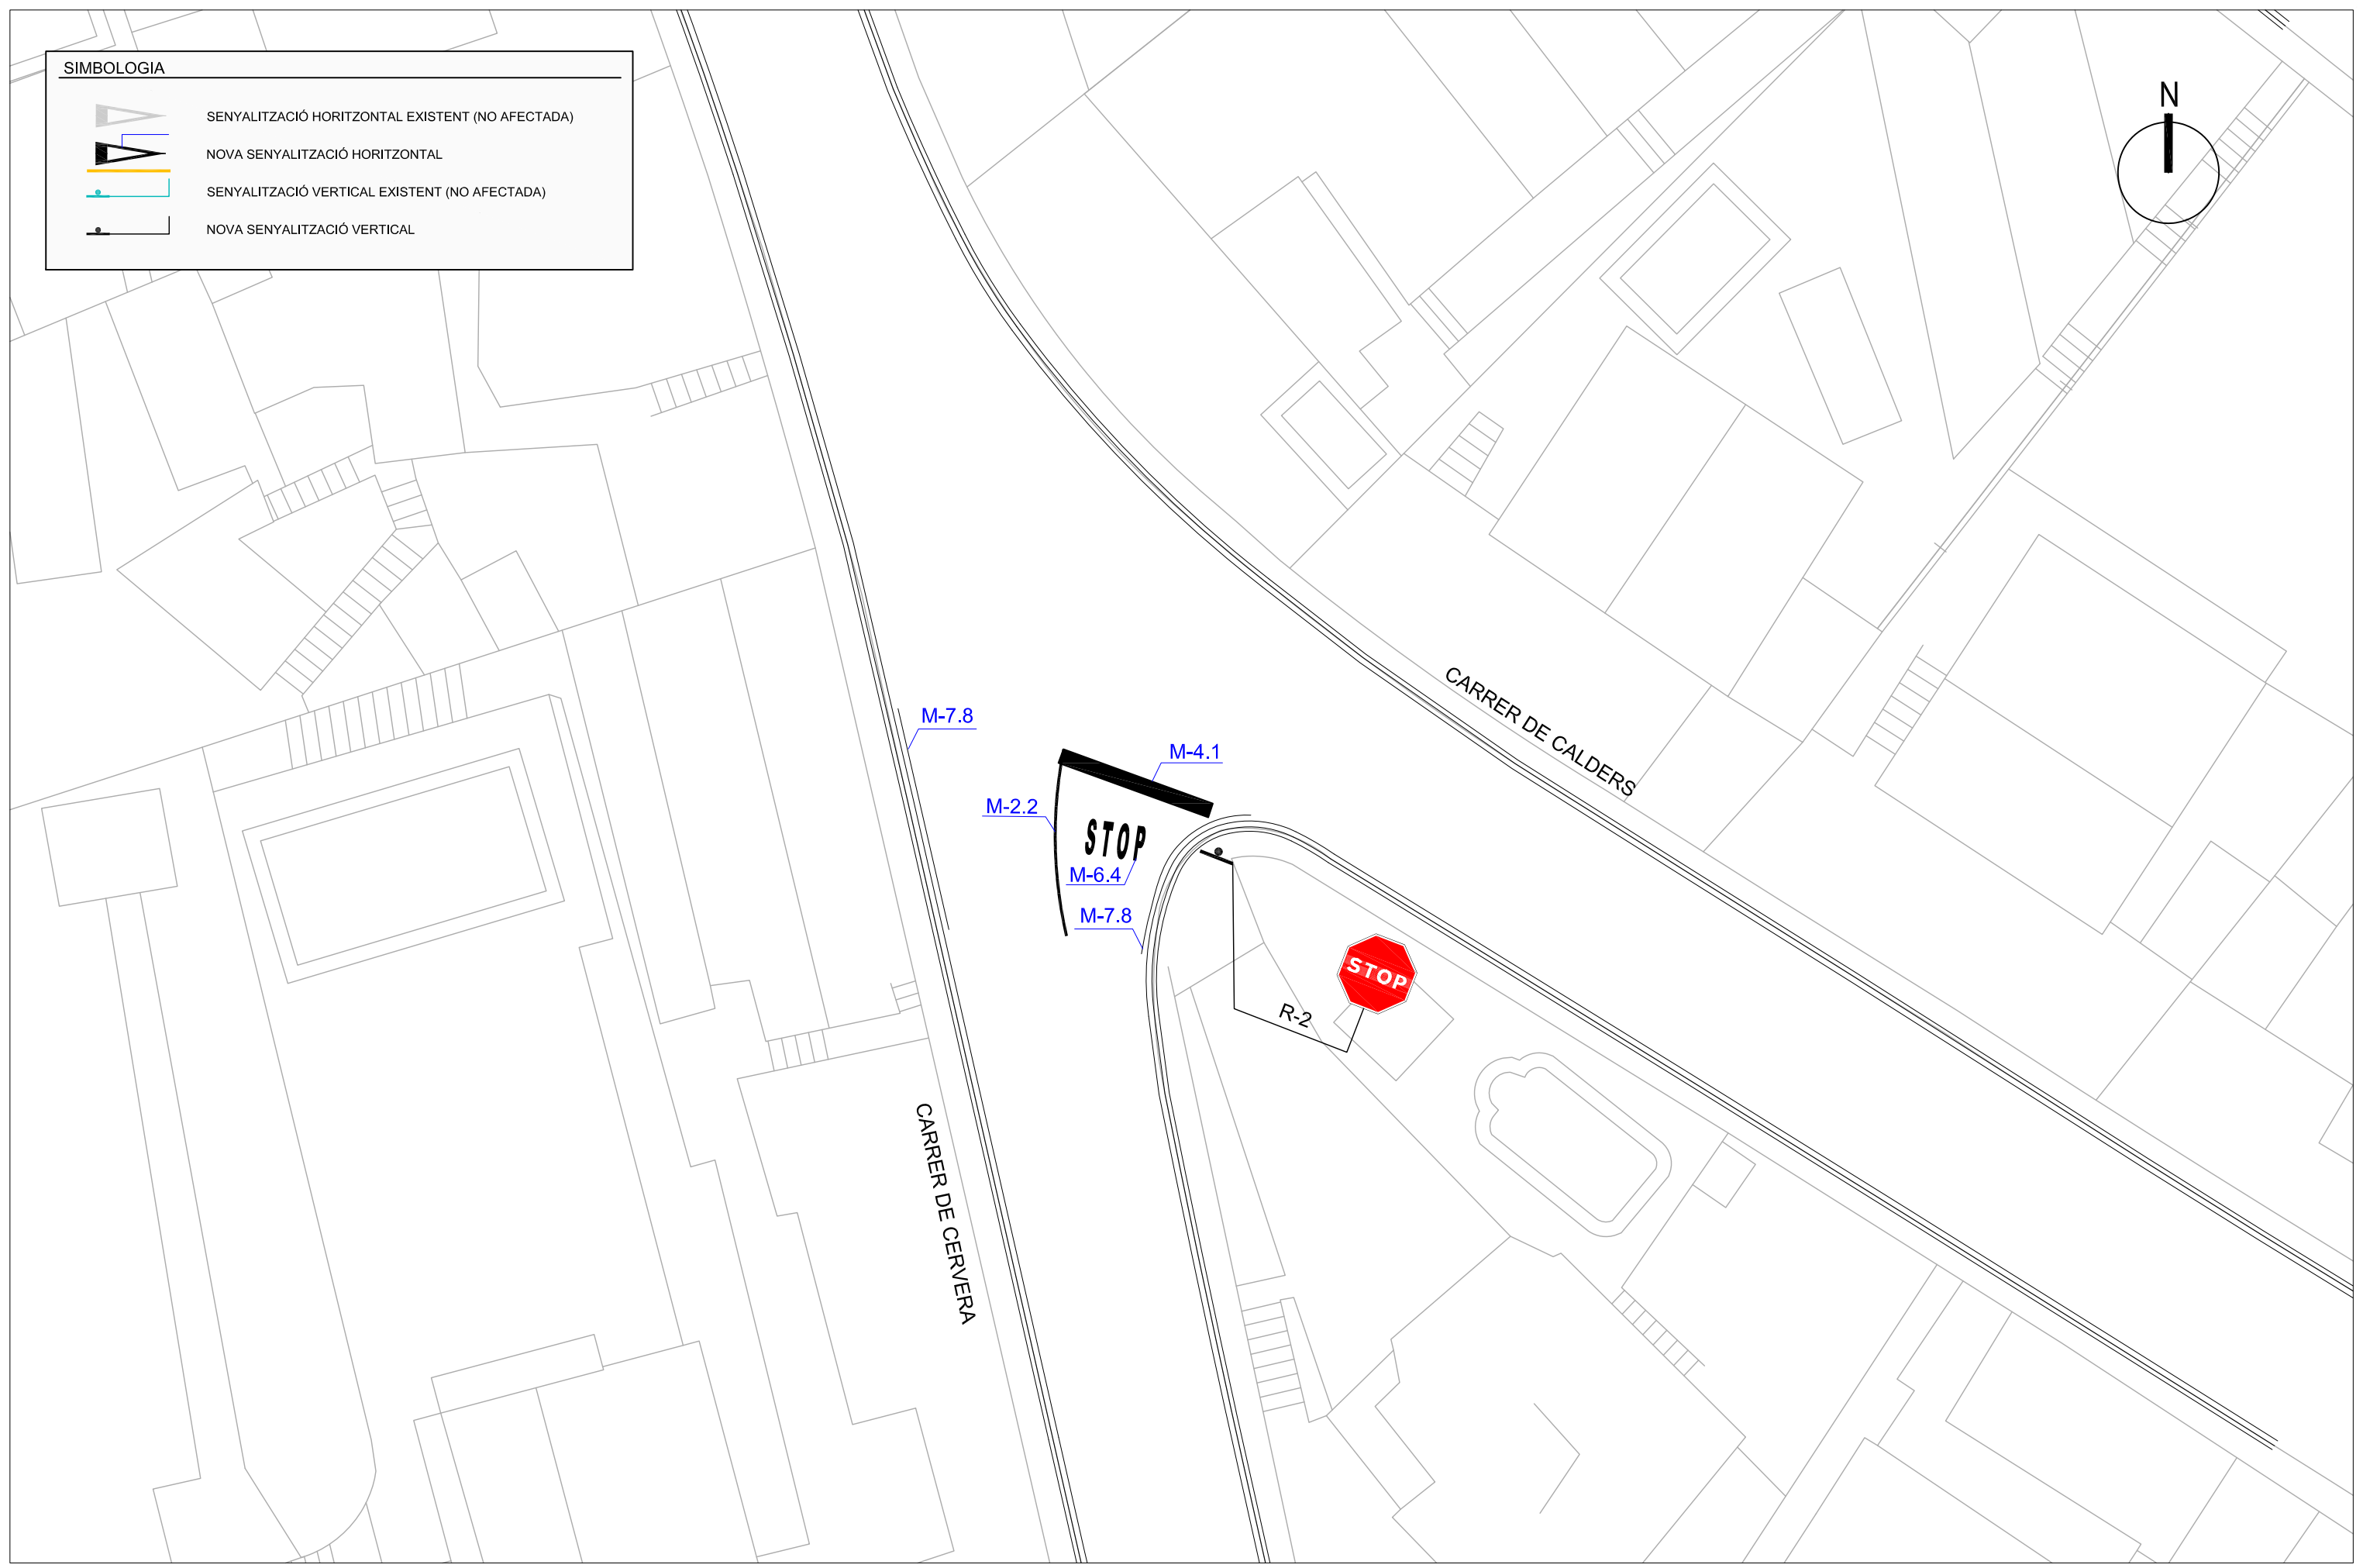 SIMBOLOGIA
SENYALITZACIÓ HORITZONTAL EXISTENT (NO AFECTADA)
NOVA SENYALITZACIÓ HORITZONTAL
SENYALITZACIÓ VERTICAL EXISTENT (NO AFECTADA)
NOVA SENYALITZACIÓ VERTICAL
N
CARRER DE CALDERS
M-7.8
M-4.1
M-2.2
STOP
M-6.4
M-7.8
STOP
R-2
CARRER DE CERVERA